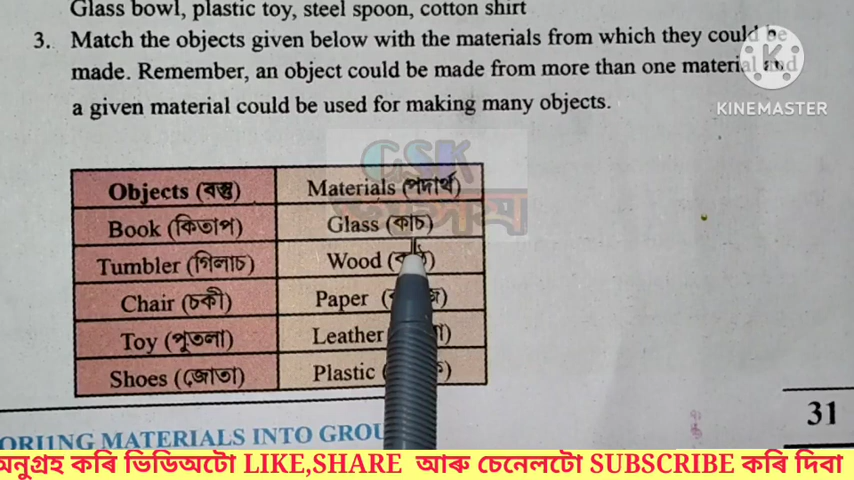 Glass bowl, plastic toy, steel spoon, cotton shirt
3. Match the objects given below with the materials from which they could be
made. Remember, an object could be made from more than one material and
a given material could be used for making many objects.
KINEMASTER
GSK
Objects (বস্তু) Materials (পদাৰ্থ)
Book (কিতাপ) Glass (কাচ)
Tumbler (গিলাচ) Wood
Chair (চকী) Paper
Toy (পুতলা) Leather
Shoes (জোতা) Plastic
31
MATERIALS INTO
অনুগ্ৰহ কৰি ভিডিঅটো LIKE,SHARE আৰু চেনেলটো SUBSCRIBE কৰি দিবা